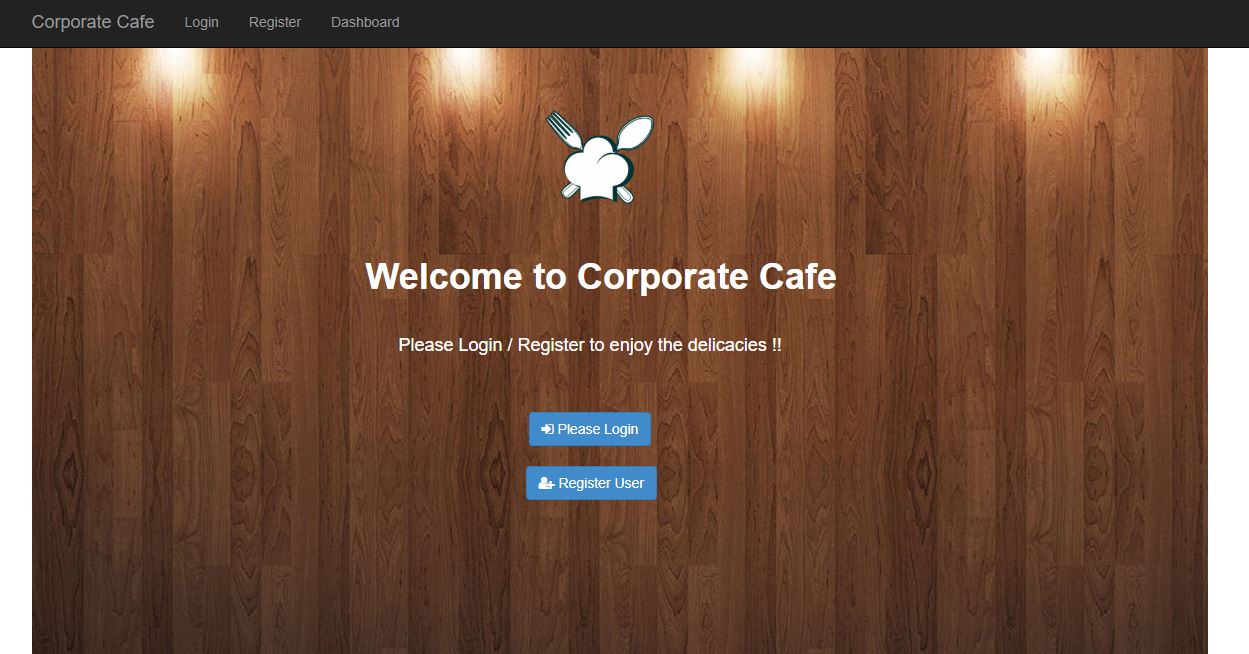 Corporate Cafe Login Register Dashboard
Welcome to Corporate Cafe
Please Login / Register to enjoy the delicacies !!
Please Login
Register User